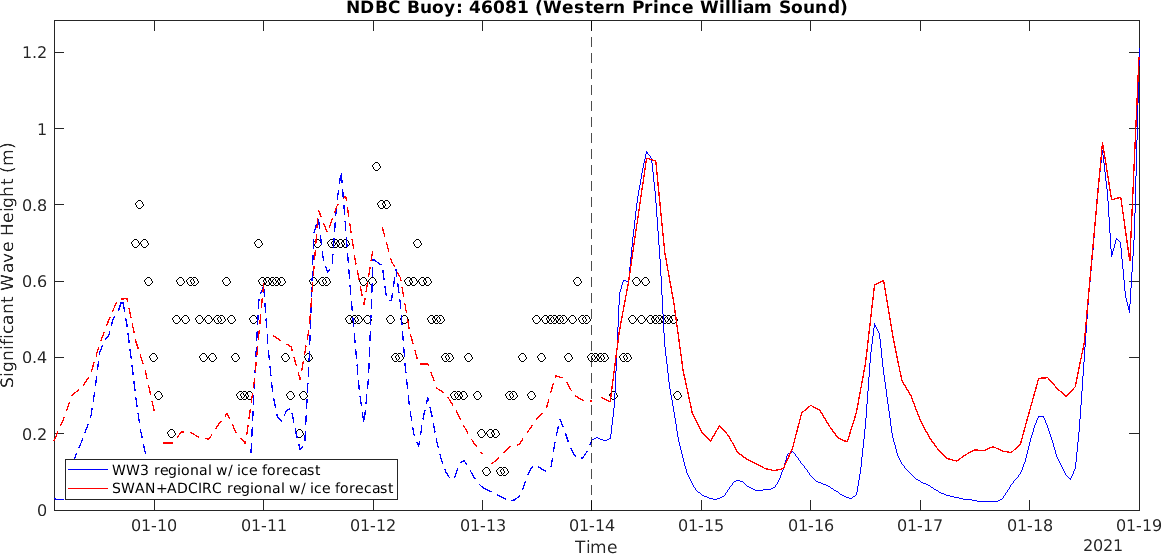 NDBC Buoy: 46081 (Western Prince William Sound)
Significant Wave Height (m)
1.2
1
0.8
0.6
0.4
0.2
0
WW3 regional w/ ice forecast
SWAN+ADCIRC regional w/ ice forecast
01-10 01-11 01-12 01-13 01-14 01-15 01-16 01-17 01-18 01-19
Time
2021